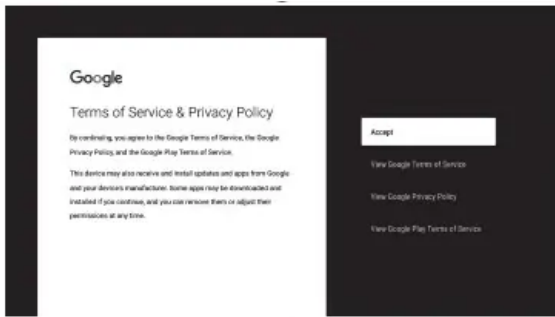 Google
Terms of Service & Privacy Policy
By continuing, you agree to the Google Terms of Service, the Google
Privacy Policy, and the Google Play Terms of Service.
This device may also receive and install updates and apps from Google
and your device's manufacturer. Some apps may be downloaded and
installed if you continue, and you can remove them or adjust their
permissions at any time.
Accept
View Google Terms of Service
View Google Privacy Policy
View Google Play Terms of Service